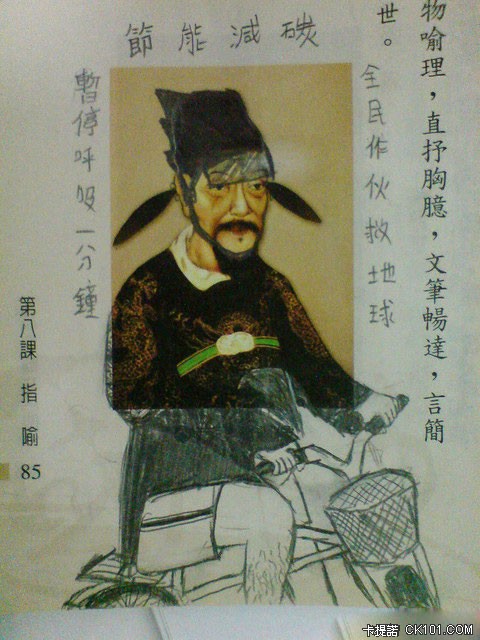 物喻理，直抒胸臆，文筆暢達，言簡
世。
節能減碳
全民作伙救地球
暫停呼吸一分鐘
第八課 指喻
85
卡提諾 CK101.COM